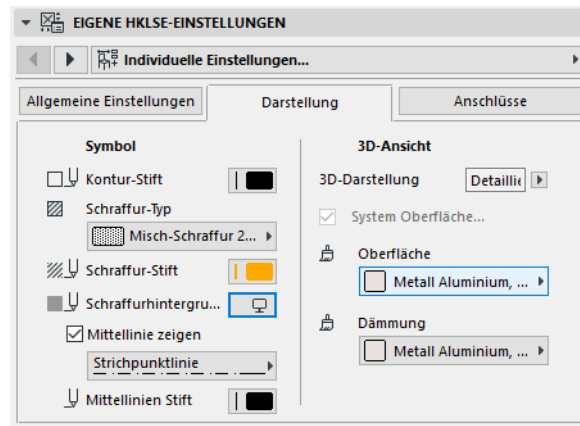 EIGENE HKLSE-EINSTELLUNGEN
Individuelle Einstellungen...
Allgemeine Einstellungen
Darstellung
Anschlüsse
Symbol
Kontur-Stift
Schraffur-Typ
Misch-Schraffur 2...
Schraffur-Stift
Schraffurhintergru...
Mittellinie zeigen
Strichpunktlinie
Mittellinien Stift
3D-Ansicht
3D-Darstellung
Detaillie
System Oberfläche...
Oberfläche
Metall Aluminium, ...
Dämmung
Metall Aluminium, ...